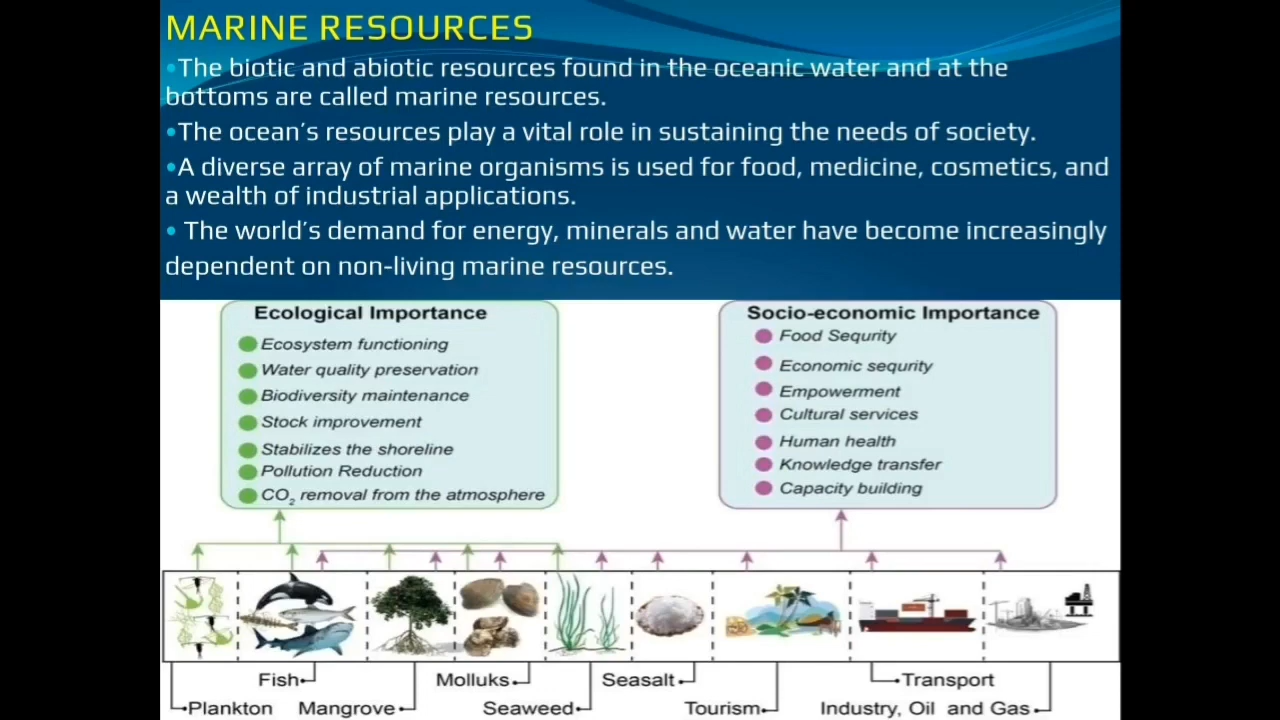 MARINE RESOURCES
•The biotic and abiotic resources found in the oceanic water and at the
bottoms are called marine resources.
•The ocean's resources play a vital role in sustaining the needs of society.
•A diverse array of marine organisms is used for food, medicine, cosmetics, and
a wealth of industrial applications.
• The world's demand for energy, minerals and water have become increasingly
dependent on non-living marine resources.
Ecological Importance
Ecosystem functioning
Water quality preservation
Biodiversity maintenance
Stock improvement
Stabilizes the shoreline
Pollution Reduction
CO2 removal from the atmosphere
Socio-economic Importance
Food Sequrity
Economic sequrity
Empowerment
Cultural services
Human health
Knowledge transfer
Capacity building
Fish
Molluks
Seasalt
Transport
Plankton
Mangrove
Seaweed
Tourism
Industry, Oil and Gas